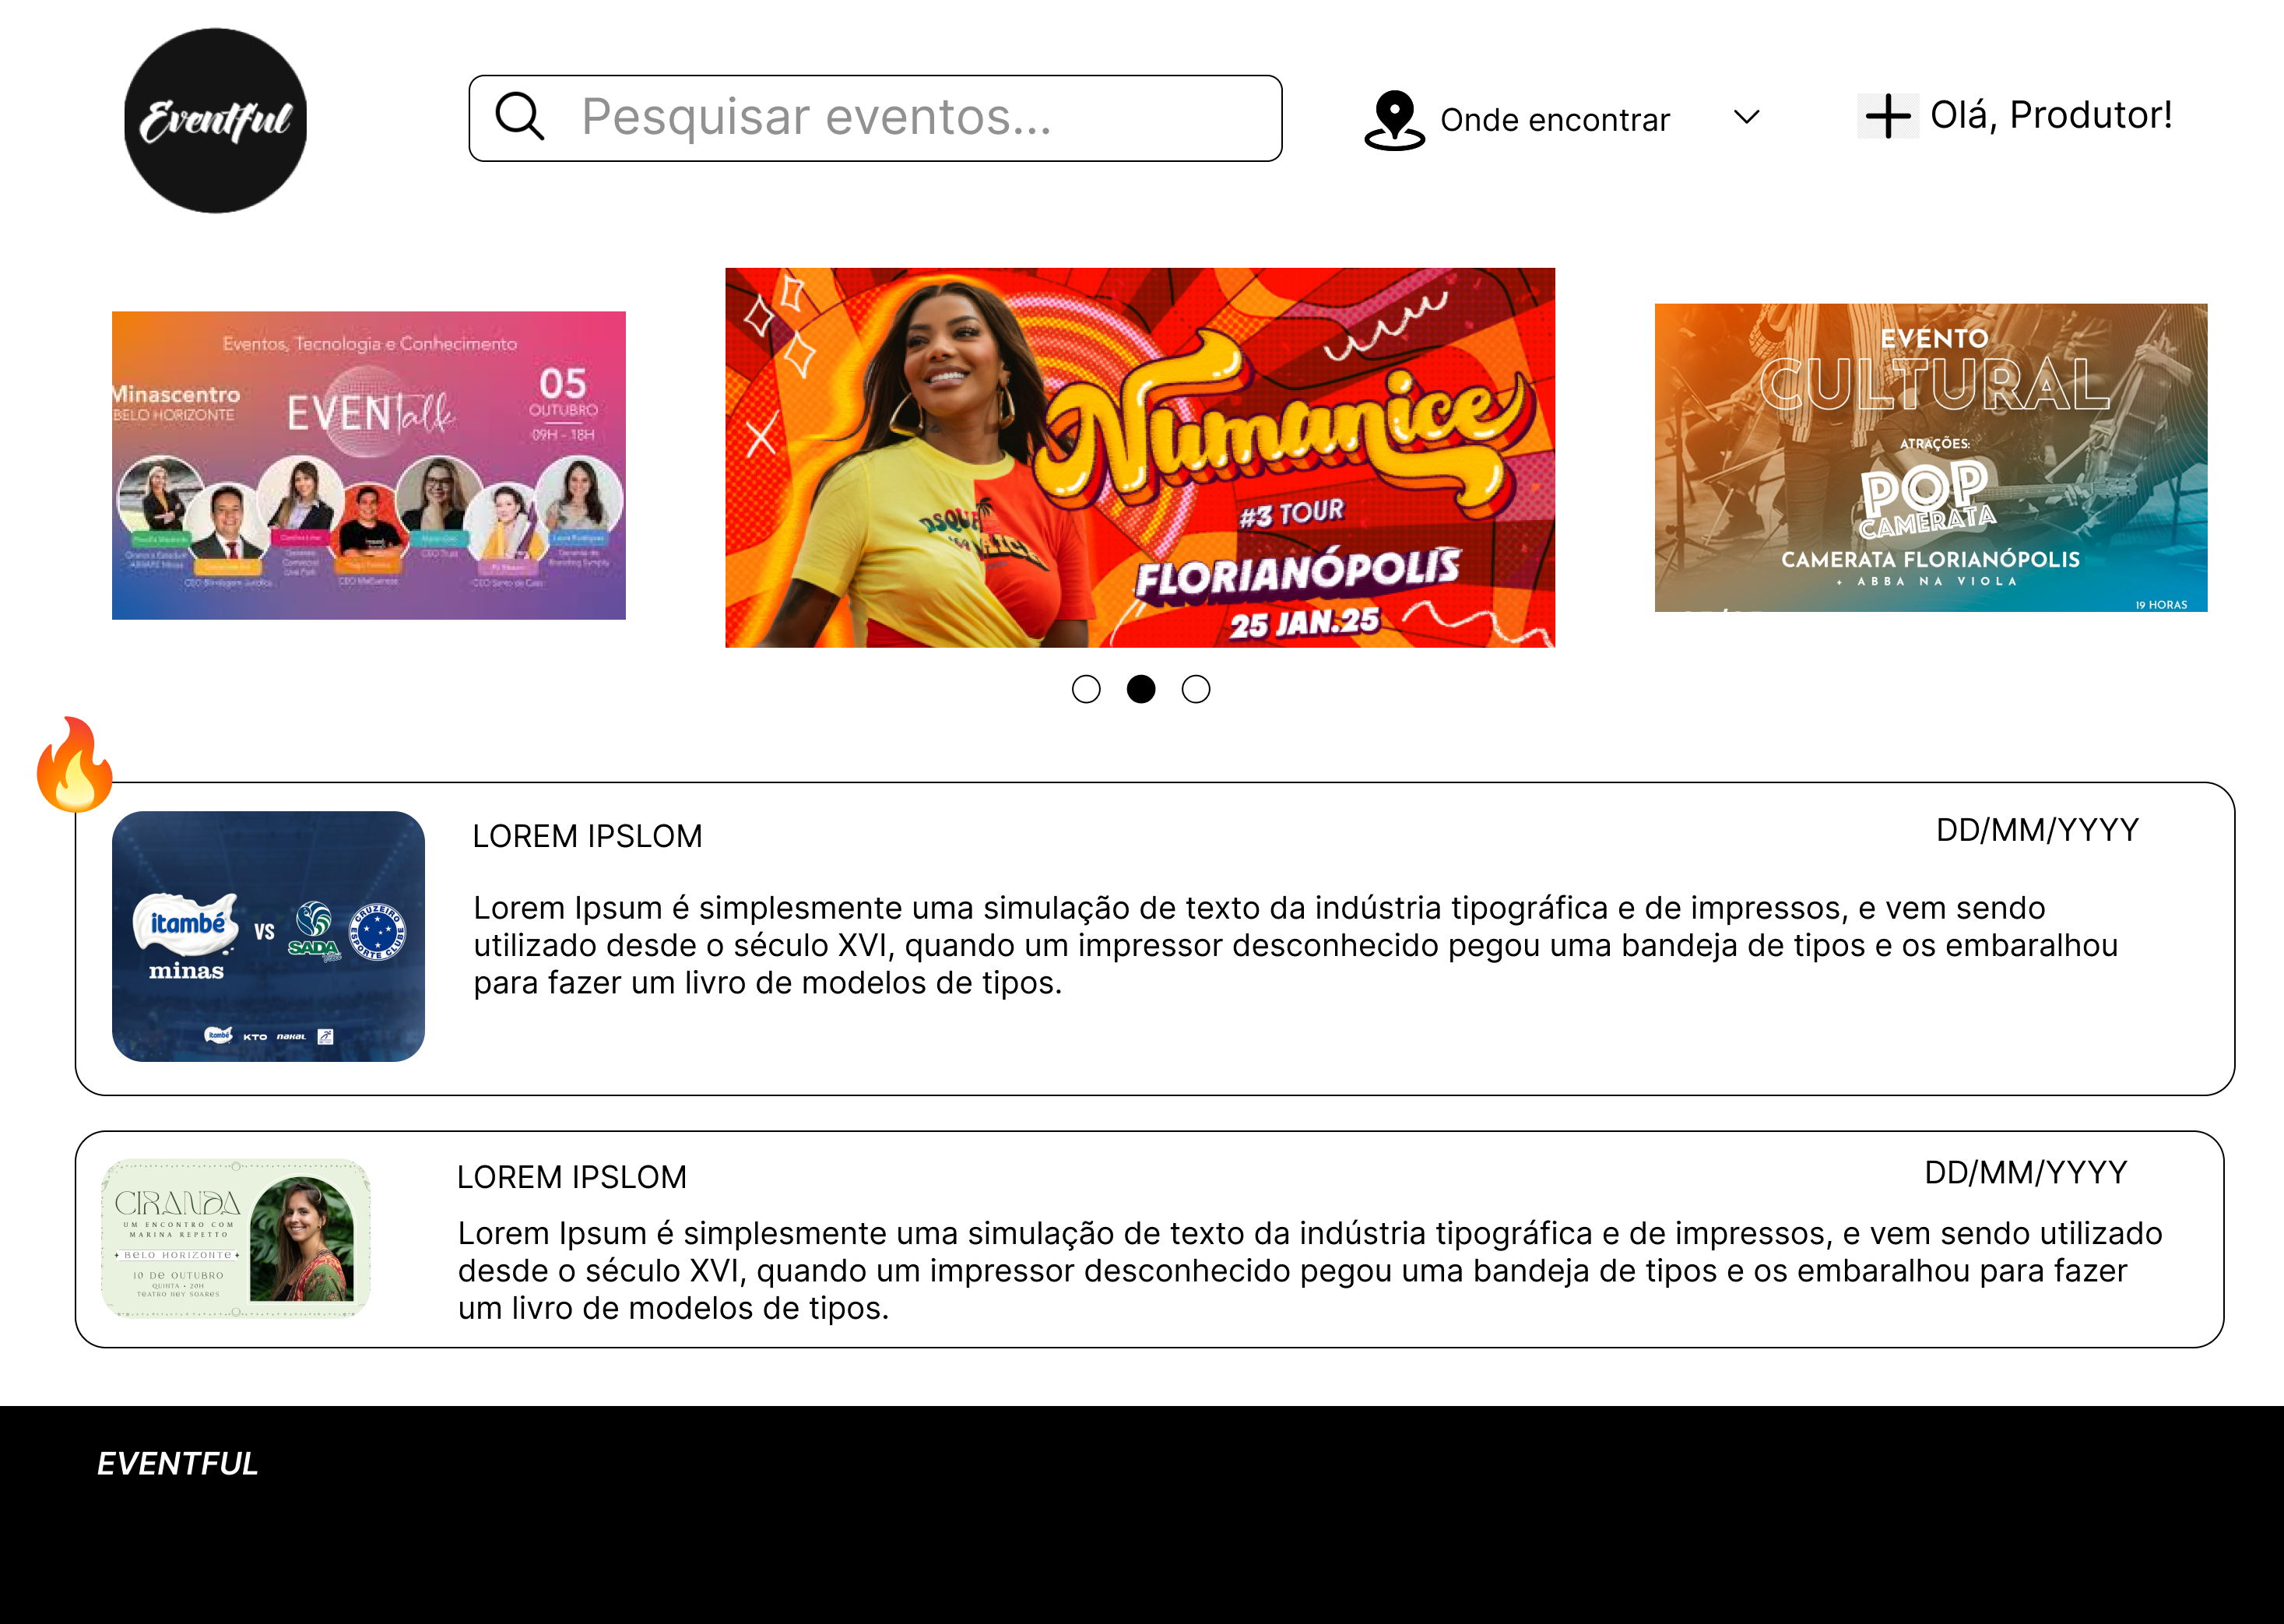 Eventful
Pesquisar eventos...
Onde encontrar
Olá, Produtor!
Eventos, Tecnologia e Conhecimento
Minascentro
BELO HORIZONTE
EVENTalk
05
OUTUBRO
09H - 18H
Numanice
#3 TOUR
FLORIANÓPOLIS
25 JAN.25
EVENTO
CULTURAL
ATRAÇÕES:
POP
CAMERATA
CAMERATA FLORIANÓPOLIS
+ ABBA NA VIOLA
19 HORAS
LOREM IPSLOM
DD/MM/YYYY
Lorem Ipsum é simplesmente uma simulação de texto da indústria tipográfica e de impressos, e vem sendo
utilizado desde o século XVI, quando um impressor desconhecido pegou uma bandeja de tipos e os embaralhou
para fazer um livro de modelos de tipos.
itambé
minas
VS
SADA
CRUZEIRO
ESPORTE CLUBE
itambé KTO
LOREM IPSLOM
DD/MM/YYYY
Lorem Ipsum é simplesmente uma simulação de texto da indústria tipográfica e de impressos, e vem sendo utilizado
desde o século XVI, quando um impressor desconhecido pegou uma bandeja de tipos e os embaralhou para fazer
um livro de modelos de tipos.
CIRANDA
UM ENCONTRO COM
MARINA REPETTO
BELO HORIZONTE
10 DE OUTUBRO
QUINTA • 20H
TEATRO NEY SOARES
EVENTFUL